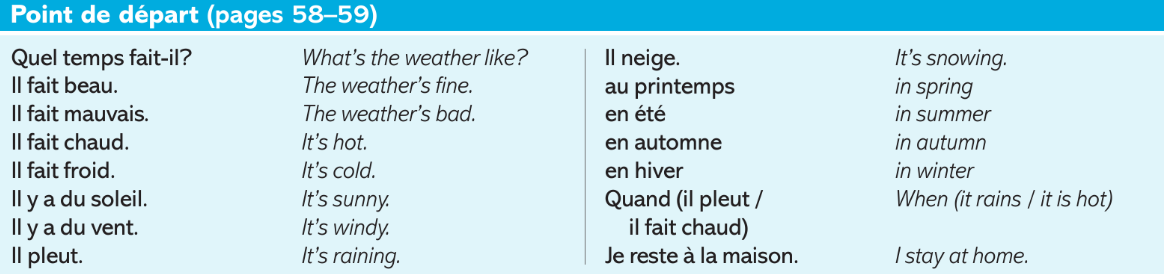 Point de départ (pages 58–59)
Quel temps fait-il? What's the weather like?
Il fait beau. The weather's fine.
Il fait mauvais. The weather's bad.
Il fait chaud. It's hot.
Il fait froid. It's cold.
Il y a du soleil. It's sunny.
Il y a du vent. It's windy.
Il pleut. It's raining.
Il neige. It's snowing.
au printemps in spring
en été in summer
en automne in autumn
en hiver in winter
Quand (il pleut / When (it rains / it is hot)
il fait chaud)
Je reste à la maison. I stay at home.